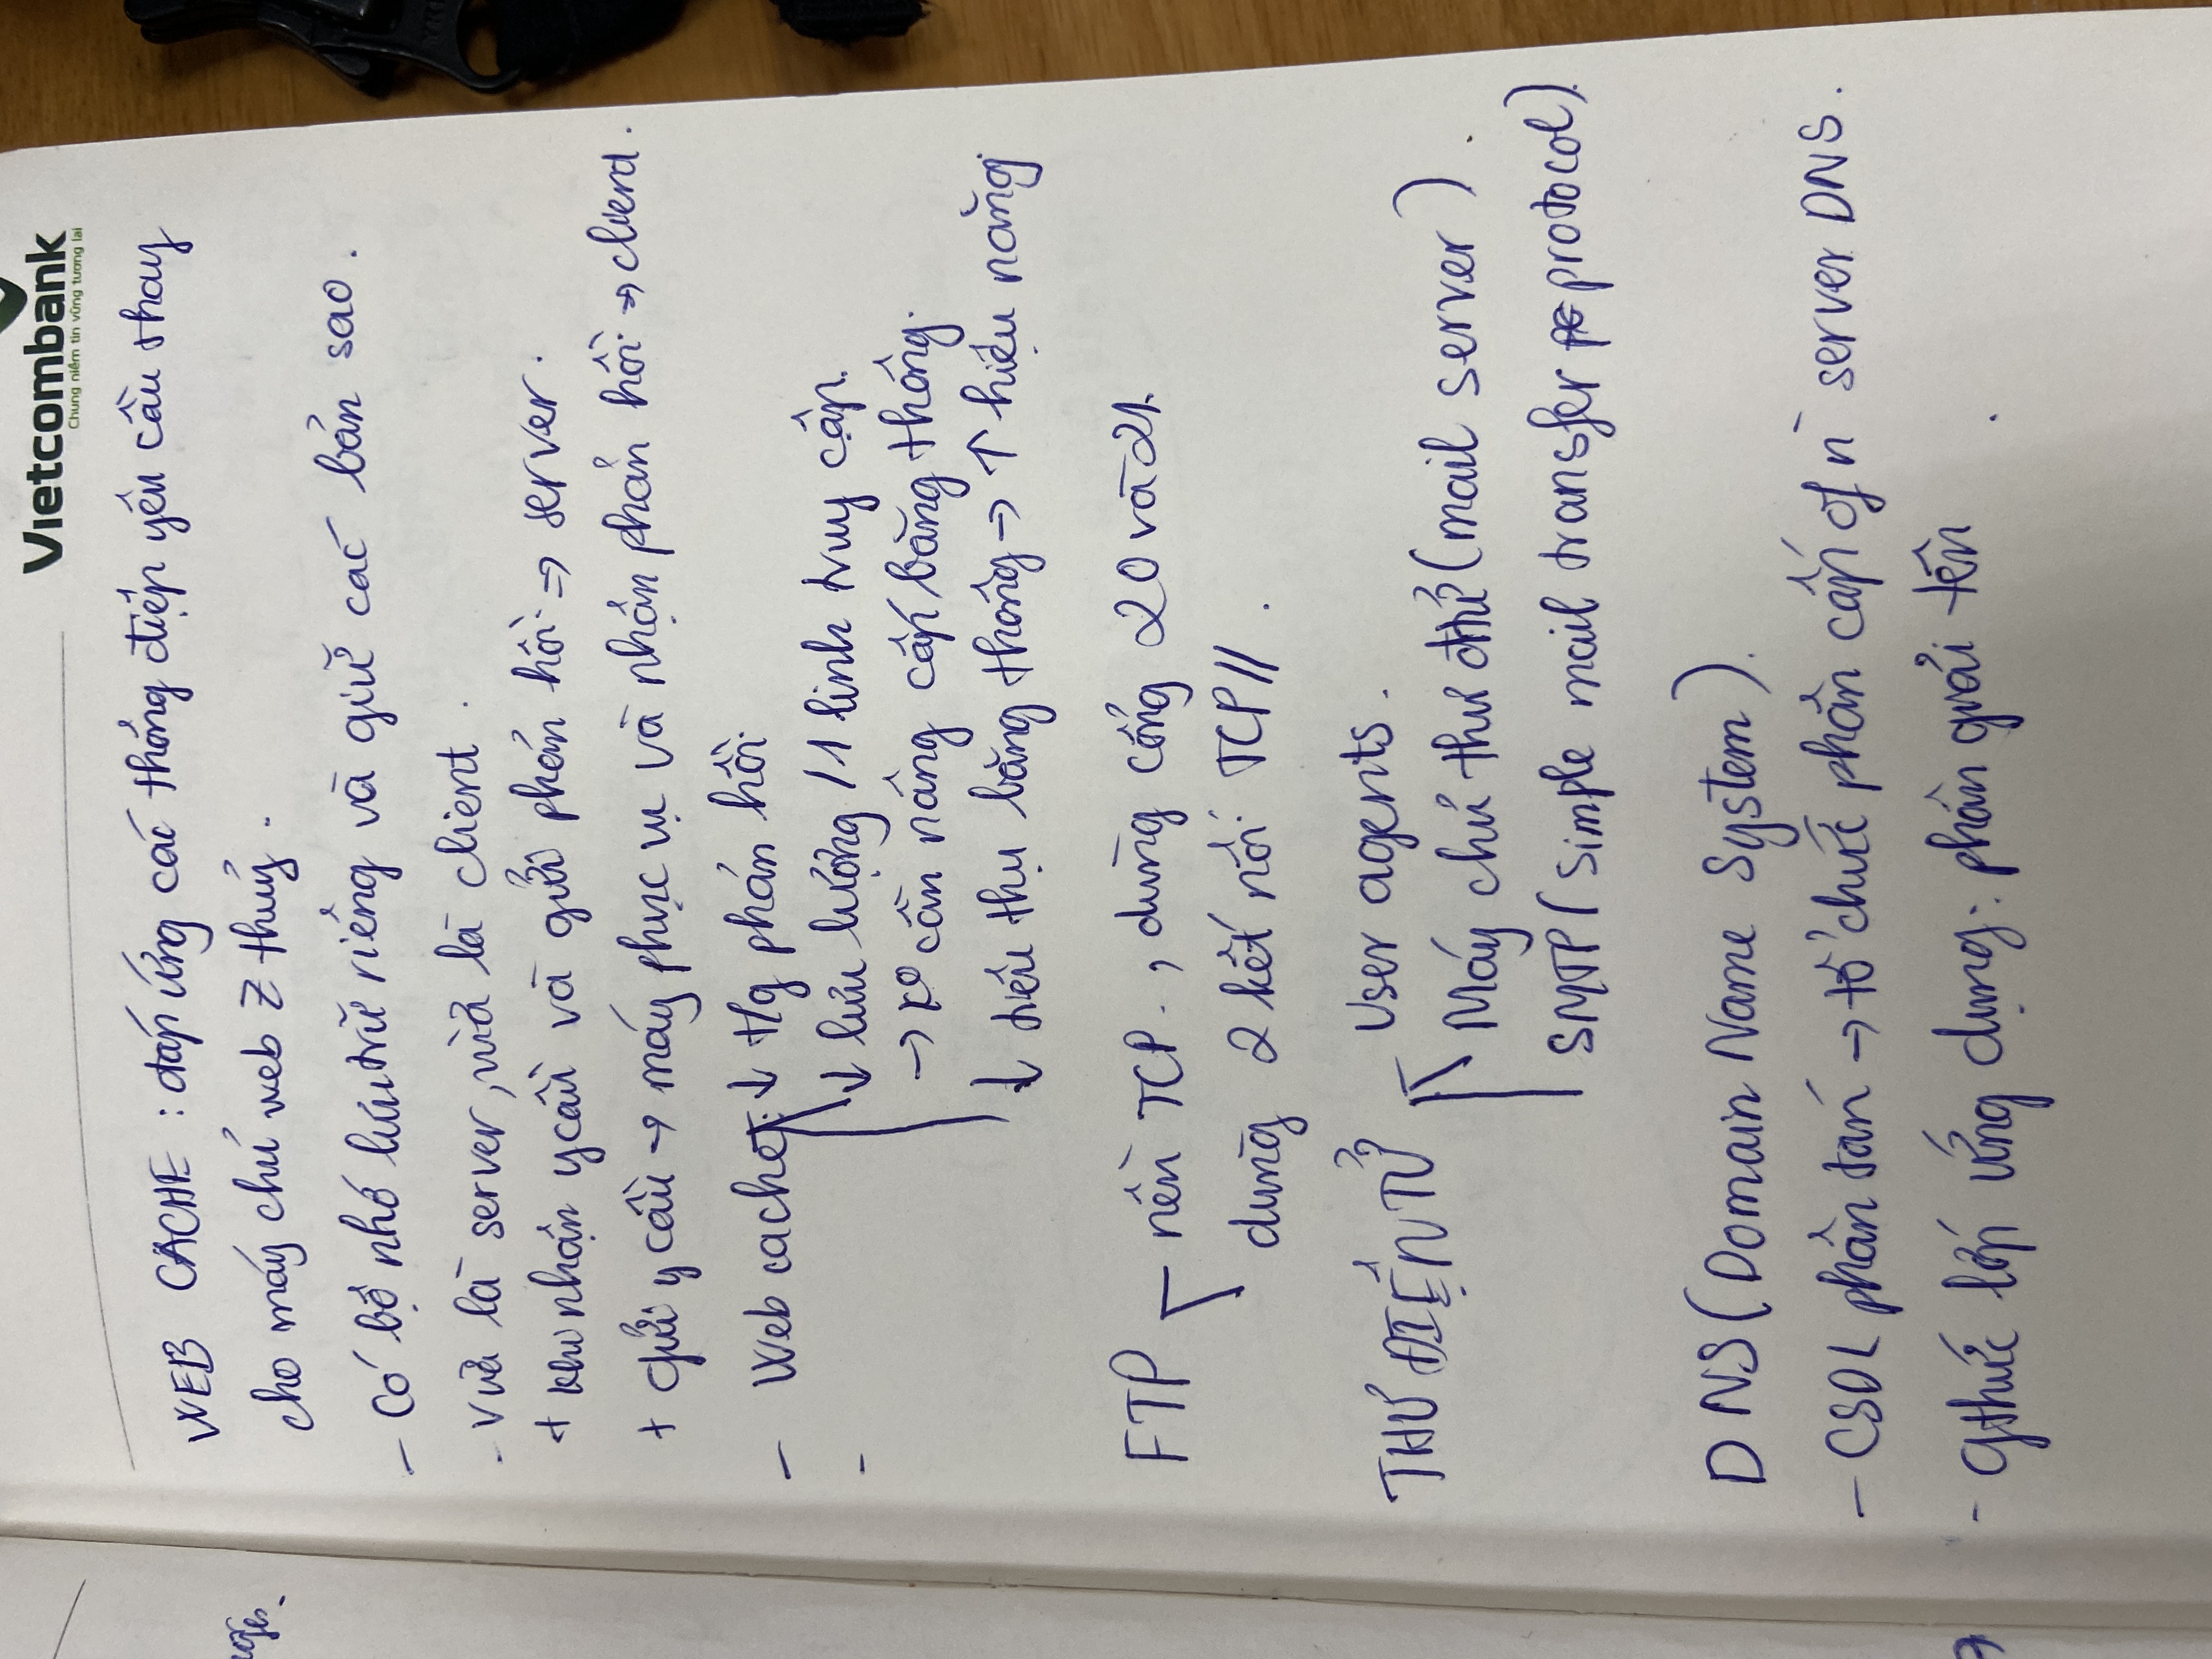 Vietcombank
Chung niềm tin vững tương lai
WEB CACHE : đáp ứng các thông điệp yêu cầu thay
cho máy chủ web Z thuỷ .
- Có bộ nhớ lưu trữ riêng và giữ các bản sao .
- Vừa là server, vừa là client .
+ khi nhận ycầu và gửi phản hồi => server .
+ Gửi ycầu → máy phục vụ và nhận phản hồi → client .
- Web cache : ↓ t/g phản hồi
- ↓ lưu lượng / 1 link truy cập.
→ k° cần nâng cấp băng thông.
↓ tiêu thụ băng thông → ↑ hiệu năng
FTP - nền TCP . , dùng cổng 20 và 21.
dùng 2 kết nối TCP // .
THƯ ĐIỆN TỬ - User agents .
Máy chủ thư đtử (mail server) .
SMTP (simple mail transfer protocol).
DNS (Domain Name System).
- CSDL phân tán → tổ chức phân cấp of n̄ server DNS .
- Gthức lớp ứng dụng : phân giải tên .